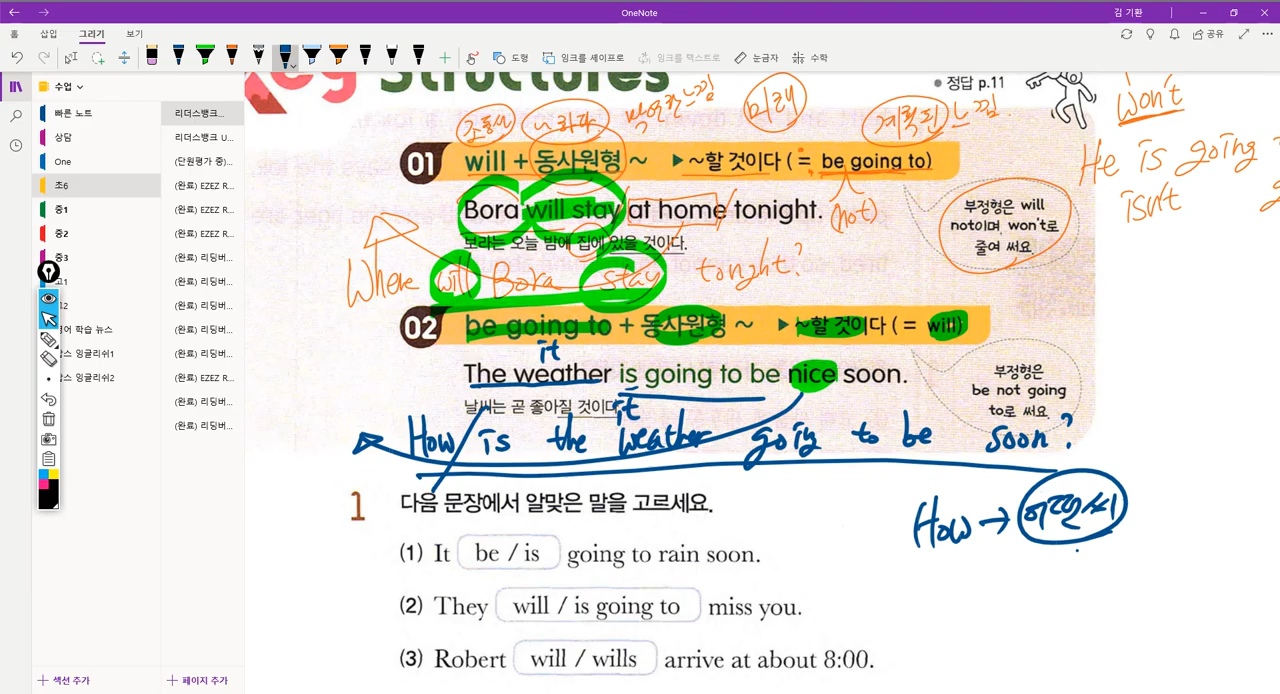 OneNote
김 기환
홈 삽입 그리기 보기
공유
도형
잉크를 셰이프로
잉크를 텍스트로
눈금자
수학
수업
빠른 노트
상담
One
초6
중1
중2
중3
고1
고2
영어 학습 뉴스
잡스 잉글리쉬1
잡스 잉글리쉬2
섹션 추가
리더스뱅크...
리더스뱅크 U...
(단원평가 중)...
(완료) EZEZ R...
(완료) EZEZ R...
(완료) EZEZ R...
(완료) 리딩버...
(완료) 리딩버...
(완료) 리딩버...
(완료) 리딩버...
(완료) 리딩버...
(완료) EZEZ R...
(완료) 리딩버...
(완료) 리딩버...
페이지 추가
Key Structures
정답 p.11
조동사 느낌 미래 계획된 느낌
won't
01 will + 동사원형 ~ ▶ ~할 것이다 (= be going to)
He is going
isn't
Bora will stay at home tonight. (not)
보라는 오늘 밤에 집에 있을 것이다.
부정형은 will
not이며, won't로
줄여 써요.
Where will Bora stay tonght?
02 be going to + 동사원형 ~ ▶ ~할 것이다 (= will)
it
The weather is going to be nice soon.
날씨는 곧 좋아질 것이다
it
부정형은
be not going
to로 써요.
How is the weather goiy to be soon?
How →
1 다음 문장에서 알맞은 말을 고르세요.
(1) It be / is going to rain soon.
(2) They will / is going to miss you.
(3) Robert will / wills arrive at about 8:00.